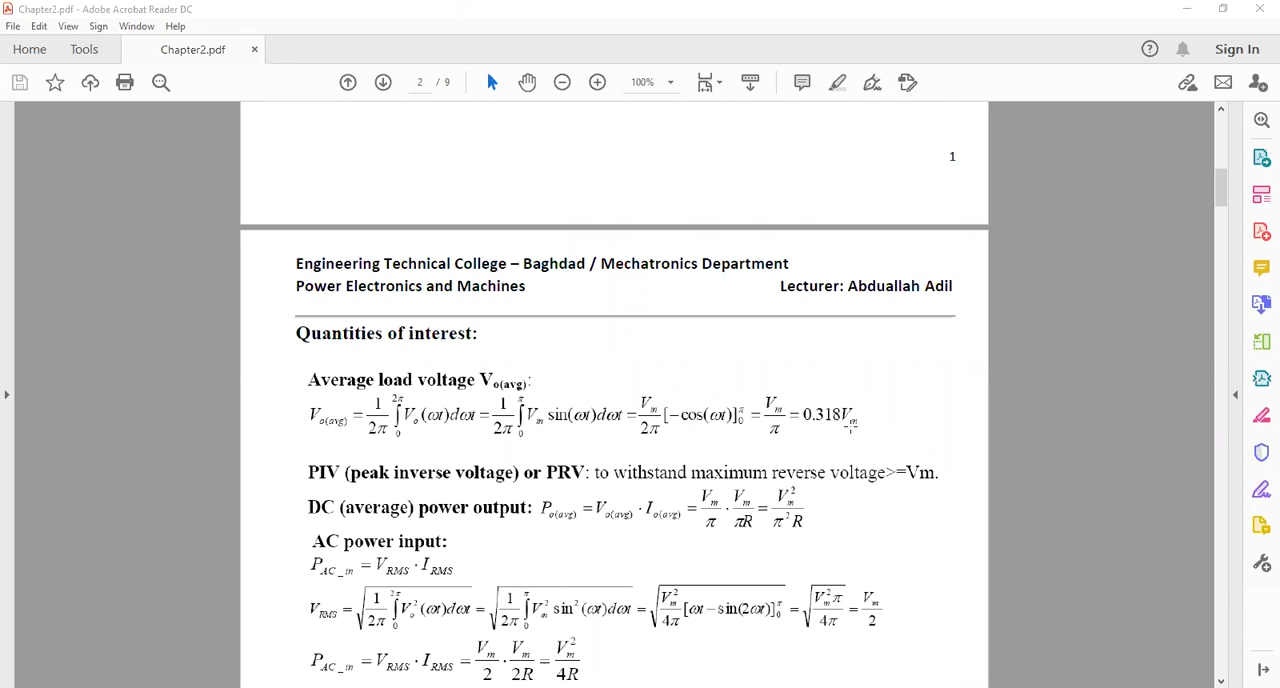 Chapter2.pdf - Adobe Acrobat Reader DC
File Edit View Sign Window Help
Home Tools Chapter2.pdf × Sign In
2 / 9 100%
1
Engineering Technical College – Baghdad / Mechatronics Department
Power Electronics and Machines Lecturer: Abduallah Adil
Quantities of interest:
Average load voltage V_o(avg):
V_o(avg) = 1/2π ∫_0^2π V_o(ωt)dωt = 1/2π ∫_0^π V_m sin(ωt)dωt = V_m/2π [−cos(ωt)]_0^π = V_m/π = 0.318V_m
PIV (peak inverse voltage) or PRV: to withstand maximum reverse voltage>=Vm.
DC (average) power output: P_o(avg) = V_o(avg) · I_o(avg) = V_m/π · V_m/πR = V_m^2/π^2R
AC power input:
P_AC_in = V_RMS · I_RMS
V_RMS = √(1/2π ∫_0^2π V_o^2(ωt)dωt) = √(1/2π ∫_0^π V_m^2 sin^2(ωt)dωt) = √(V_m^2/4π [ωt − sin(2ωt)]_0^π) = √(V_m^2π/4π) = V_m/2
P_AC_in = V_RMS · I_RMS = V_m/2 · V_m/2R = V_m^2/4R